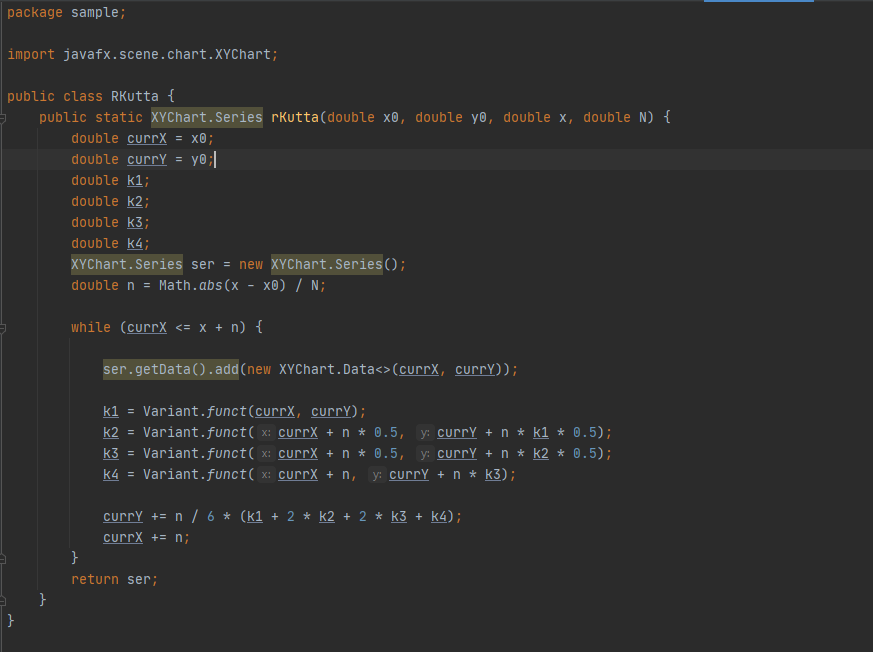 package sample;
import javafx.scene.chart.XYChart;
public class RKutta {
public static XYChart.Series rKutta(double x0, double y0, double x, double N) {
double currX = x0;
double currY = y0;
double k1;
double k2;
double k3;
double k4;
XYChart.Series ser = new XYChart.Series();
double n = Math.abs(x - x0) / N;
while (currX <= x + n) {
ser.getData().add(new XYChart.Data<>(currX, currY));
k1 = Variant.funct(currX, currY);
k2 = Variant.funct( x: currX + n * 0.5, y: currY + n * k1 * 0.5);
k3 = Variant.funct( x: currX + n * 0.5, y: currY + n * k2 * 0.5);
k4 = Variant.funct( x: currX + n, y: currY + n * k3);
currY += n / 6 * (k1 + 2 * k2 + 2 * k3 + k4);
currX += n;
}
return ser;
}
}